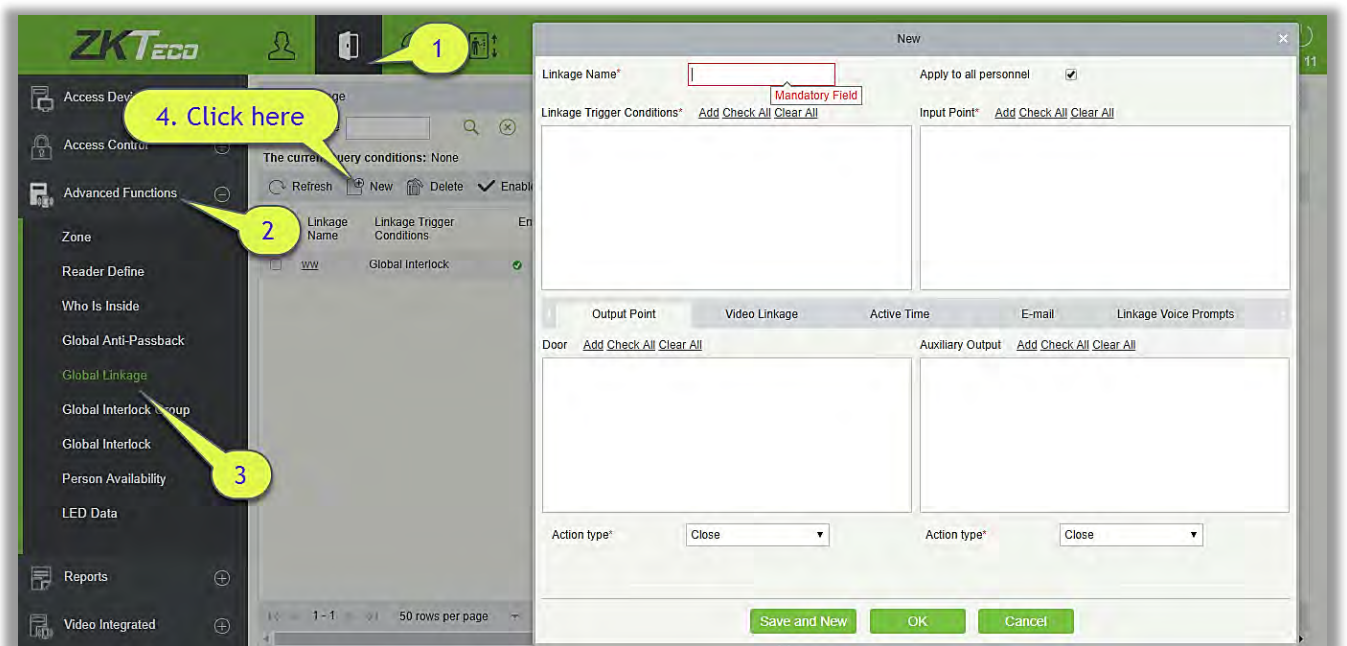 ZKTECO
1
11
Access Devi
4. Click here
Access Control
The current query conditions: None
Refresh New Delete Enable
Advanced Functions
2
Linkage Name
Linkage Trigger Conditions
En
ww
Global Interlock
Zone
Reader Define
Who Is Inside
Global Anti-Passback
Global Linkage
Global Interlock Group
Global Interlock
3
Person Availability
LED Data
Reports
Video Integrated
1-1
50 rows per page
New
Linkage Name*
Mandatory Field
Apply to all personnel
Linkage Trigger Conditions* Add Check All Clear All
Input Point* Add Check All Clear All
Output Point
Video Linkage
Active Time
E-mail
Linkage Voice Prompts
Door Add Check All Clear All
Auxiliary Output Add Check All Clear All
Action type* Close
Action type* Close
Save and New
OK
Cancel